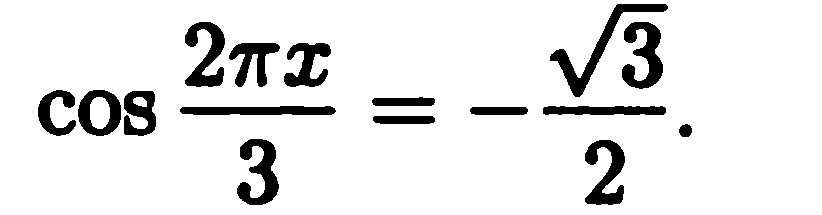 cos 2πx/3 = -√3/2.